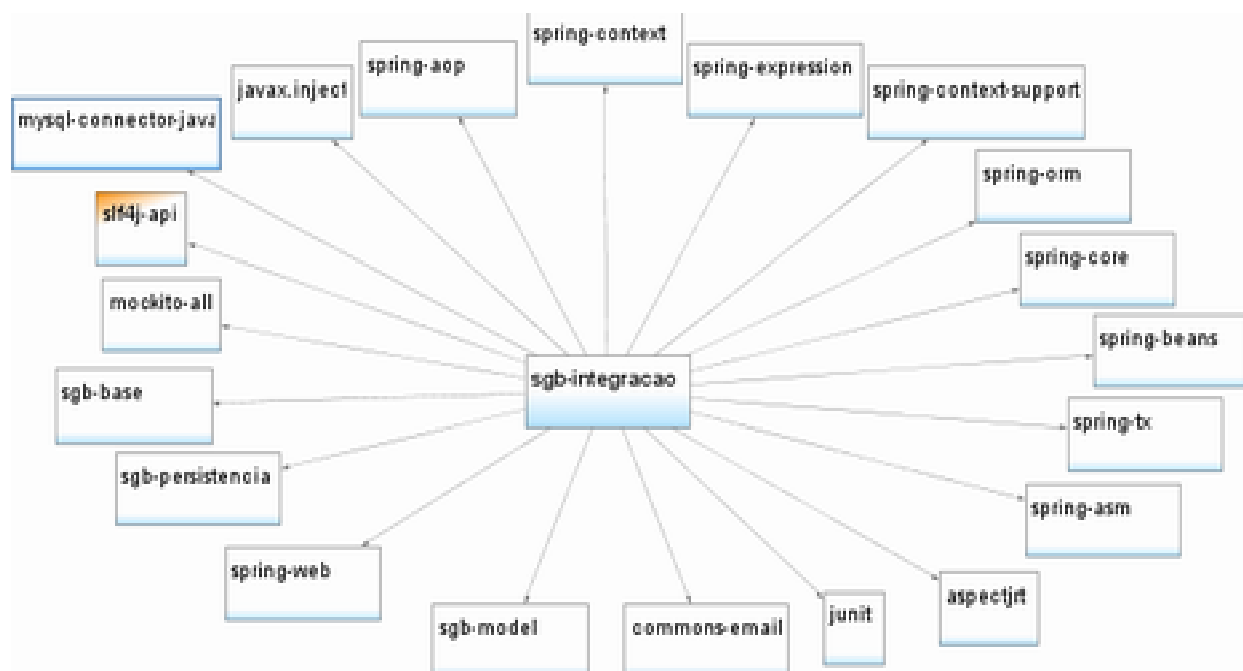 spring-context
spring-aop
spring-expression
javax.inject
spring-context-support
mysql-connector-java
spring-orm
slf4j-api
spring-core
mockito-all
spring-beans
sgb-integracao
sgb-base
spring-tx
sgb-persistencia
spring-asm
spring-web
aspectjrt
junit
sgb-model
commons-email